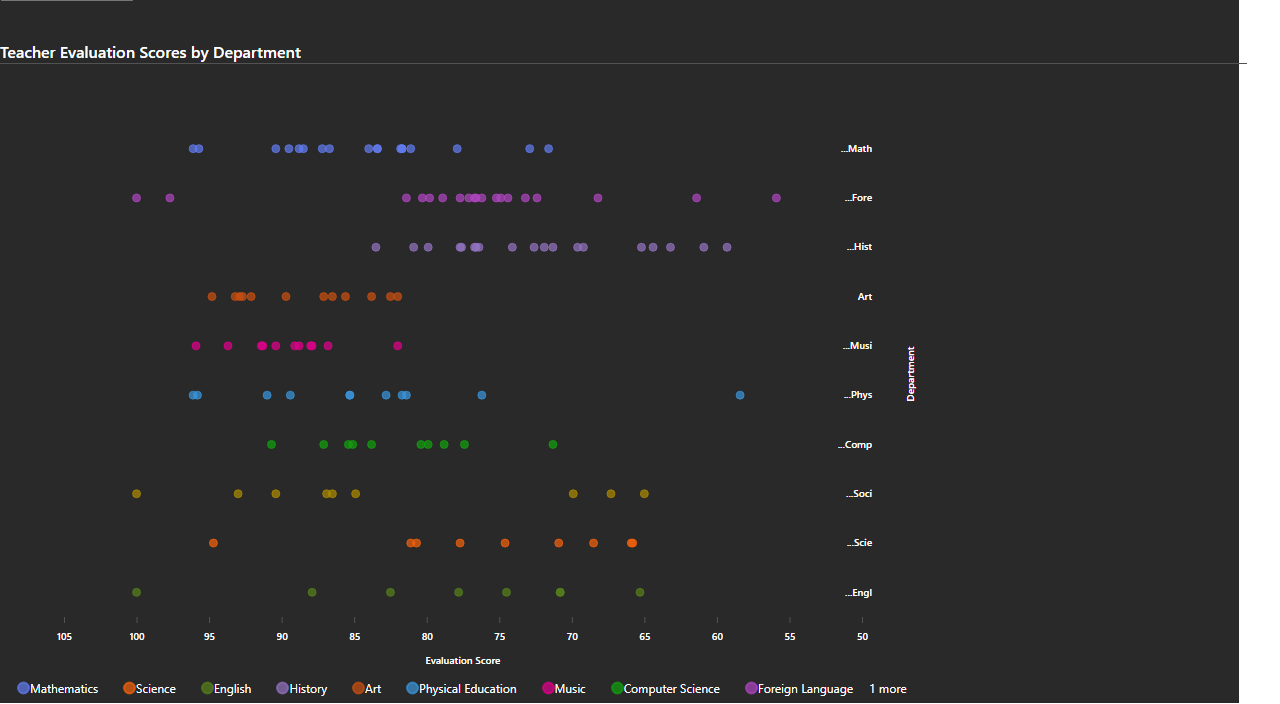 Teacher Evaluation Scores by Department
...Math
...Fore
...Hist
Art
...Musi
...Phys
...Comp
...Soci
...Scie
...Engl
Department
105 100 95 90 85 80 75 70 65 60 55 50
Evaluation Score
Mathematics Science English History Art Physical Education Music Computer Science Foreign Language 1 more